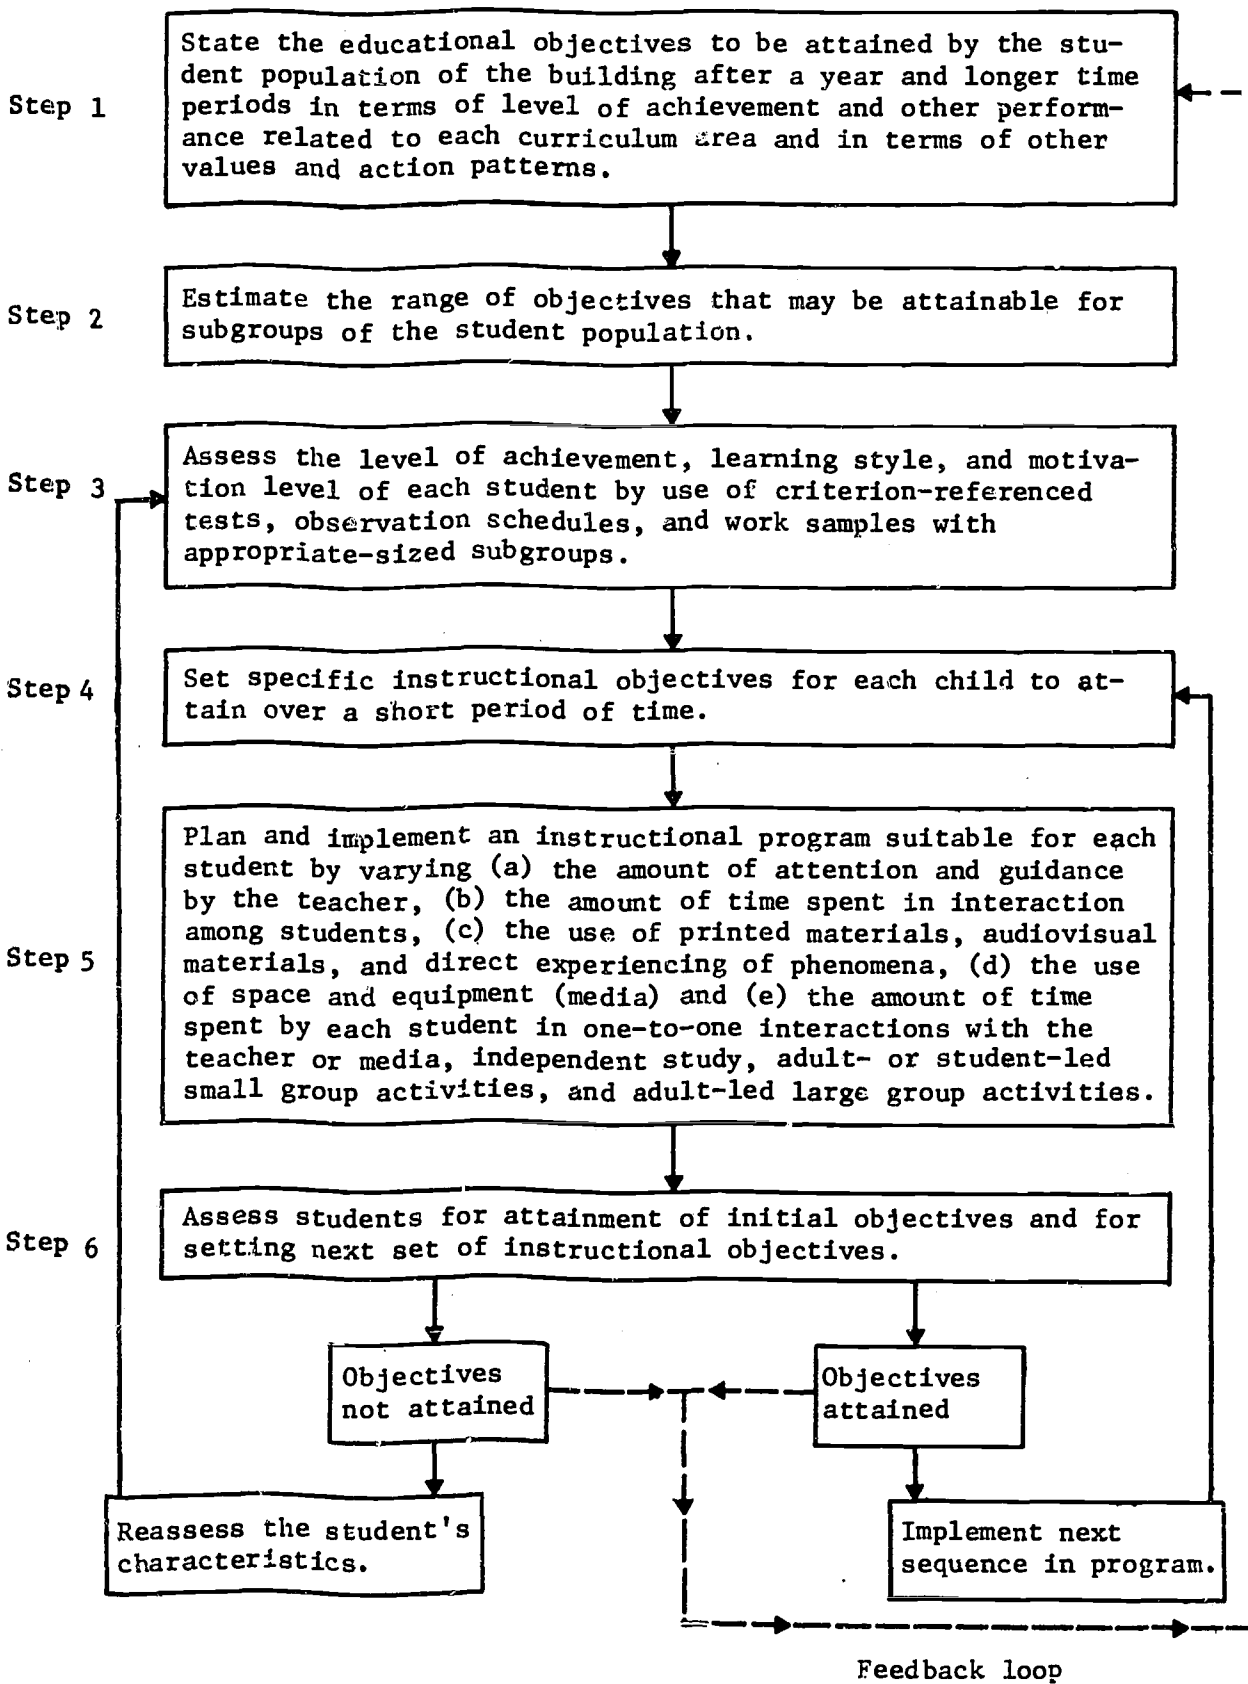 State the educational objectives to be attained by the stu-
dent population of the building after a year and longer time
Step 1
periods in terms of level of achievement and other perform-
ance related to each curriculum area and in terms of other
values and action patterns.
Step 2
Estimate the range of objectives that may be attainable for
subgroups of the student population.
Step 3
Assess the level of achievement, learning style, and motiva-
tion level of each student by use of criterion-referenced
tests, observation schedules, and work samples with
appropriate-sized subgroups.
Step 4
Set specific instructional objectives for each child to at-
tain over a short period of time.
Step 5
Plan and implement an instructional program suitable for each
student by varying (a) the amount of attention and guidance
by the teacher, (b) the amount of time spent in interaction
among students, (c) the use of printed materials, audiovisual
materials, and direct experiencing of phenomena, (d) the use
of space and equipment (media) and (e) the amount of time
spent by each student in one-to-one interactions with the
teacher or media, independent study, adult- or student-led
small group activities, and adult-led large group activities.
Step 6
Assess students for attainment of initial objectives and for
setting next set of instructional objectives.
Objectives
not attained
Objectives
attained
Reassess the student's
characteristics.
Implement next
sequence in program.
Feedback loop